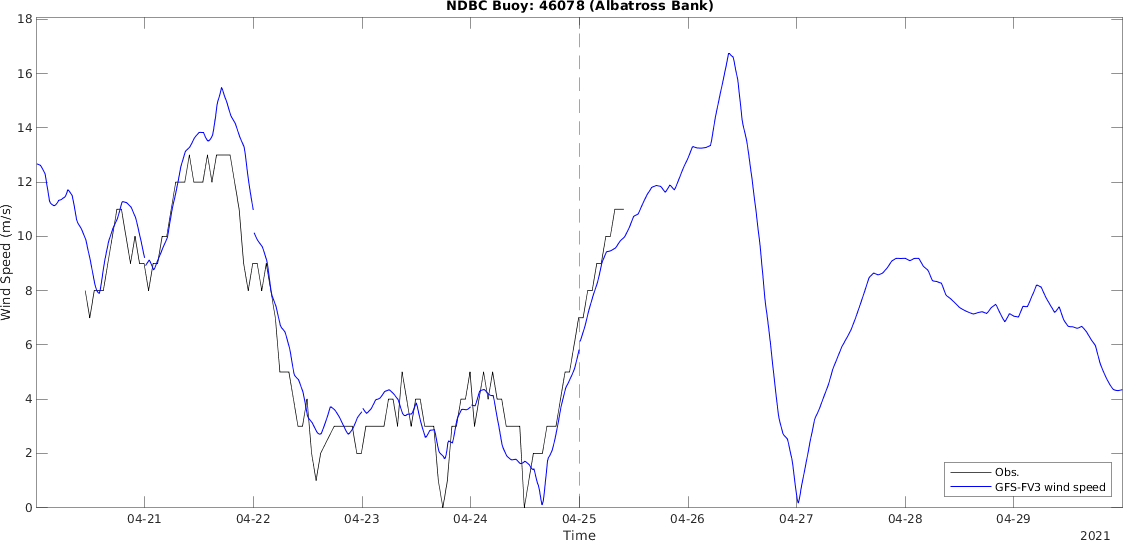 NDBC Buoy: 46078 (Albatross Bank)
Wind Speed (m/s)
18
16
14
12
10
8
6
4
2
0
04-21 04-22 04-23 04-24 04-25 04-26 04-27 04-28 04-29
Time
2021
Obs.
GFS-FV3 wind speed